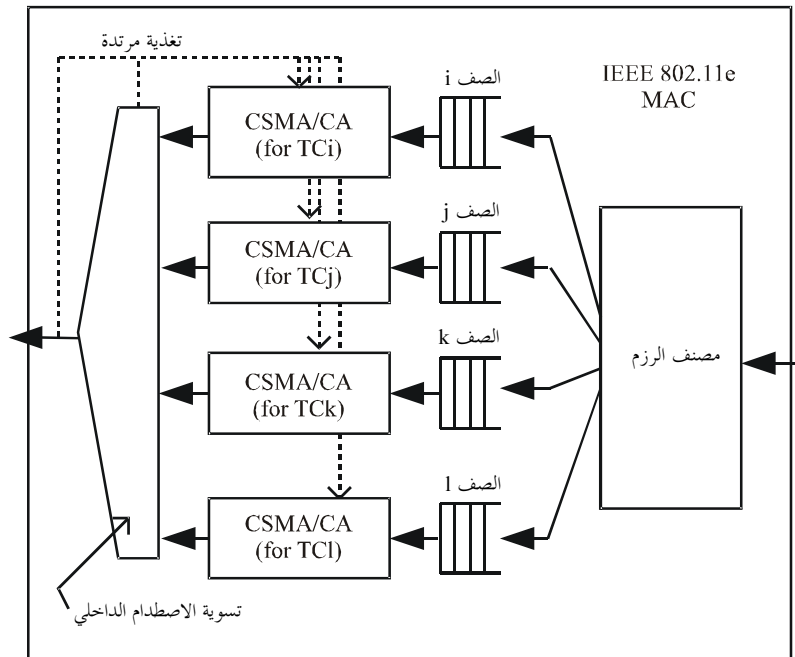 تغذية مرتدة
IEEE 802.11e
MAC
الصف i
CSMA/CA
(for TCi)
الصف j
CSMA/CA
(for TCj)
الصف k
CSMA/CA
(for TCk)
مصنف الرزم
الصف l
CSMA/CA
(for TCl)
تسوية الاصطدام الداخلي